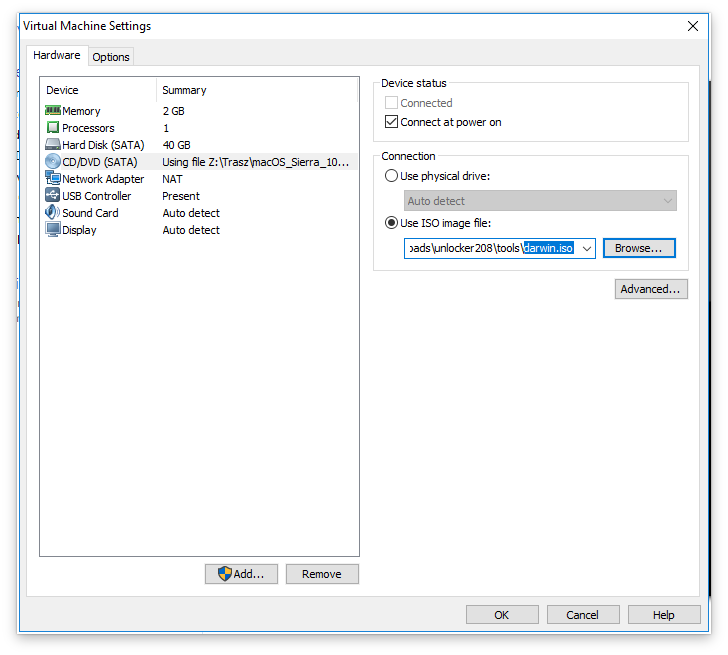 Virtual Machine Settings
Hardware
Options
Device Summary
Memory 2 GB
Processors 1
Hard Disk (SATA) 40 GB
CD/DVD (SATA) Using file Z:\Trasz\macOS_Sierra_10...
Network Adapter NAT
USB Controller Present
Sound Card Auto detect
Display Auto detect
Add...
Remove
Device status
Connected
Connect at power on
Connection
Use physical drive:
Auto detect
Use ISO image file:
oads\unlocker208\tools\darwin.iso
Browse...
Advanced...
OK
Cancel
Help